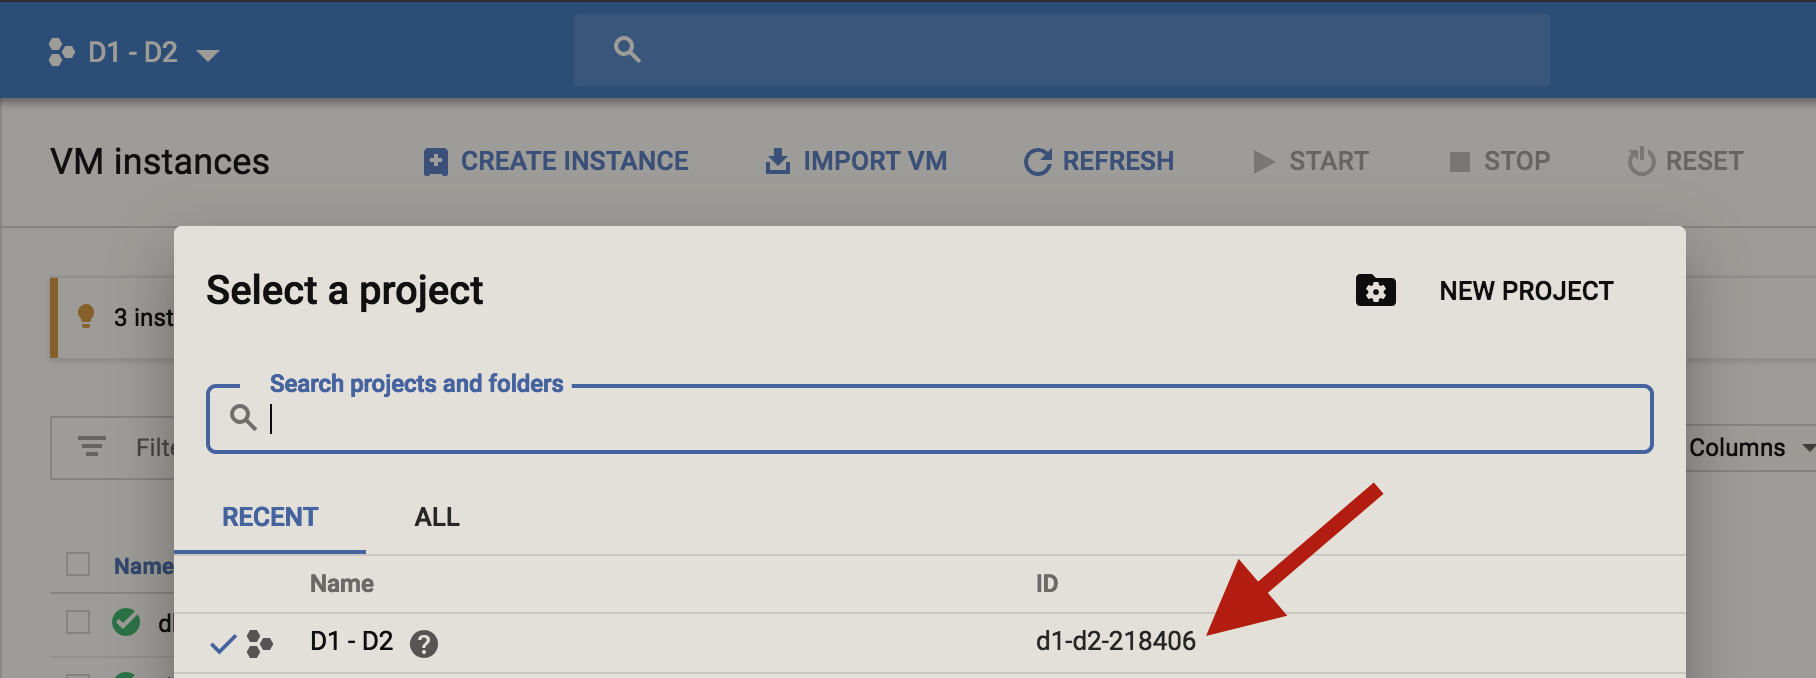 D1 - D2
VM instances
CREATE INSTANCE
IMPORT VM
REFRESH
START
STOP
RESET
3 inst
Select a project
NEW PROJECT
Search projects and folders
Filte
Columns
RECENT
ALL
Name
Name
ID
D1 - D2
d1-d2-218406